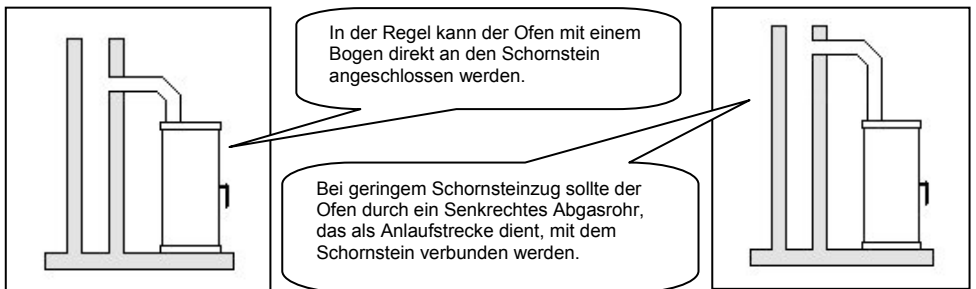 In der Regel kann der Ofen mit einem
Bogen direkt an den Schornstein
angeschlossen werden.
Bei geringem Schornsteinzug sollte der
Ofen durch ein Senkrechtes Abgasrohr,
das als Anlaufstrecke dient, mit dem
Schornstein verbunden werden.